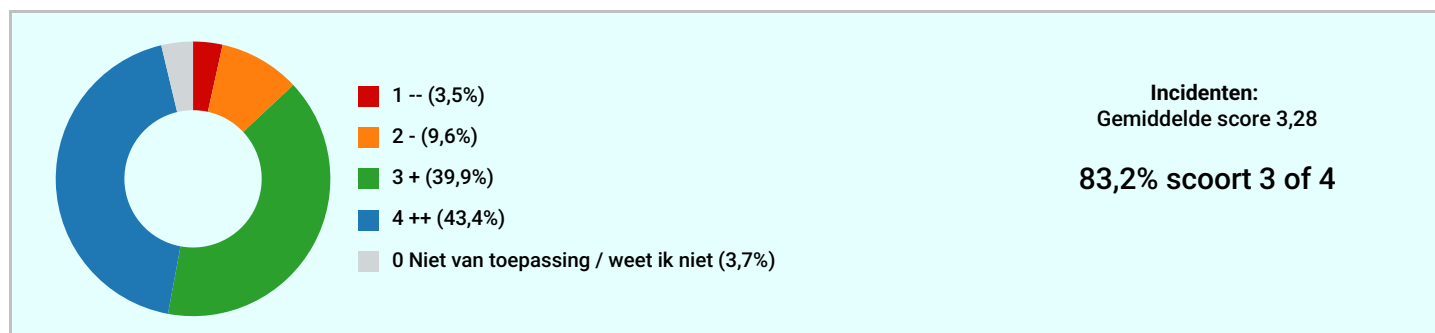 1 -- (3,5%)
2 - (9,6%)
3 + (39,9%)
4 ++ (43,4%)
0 Niet van toepassing / weet ik niet (3,7%)
Incidenten:
Gemiddelde score 3,28
83,2% scoort 3 of 4